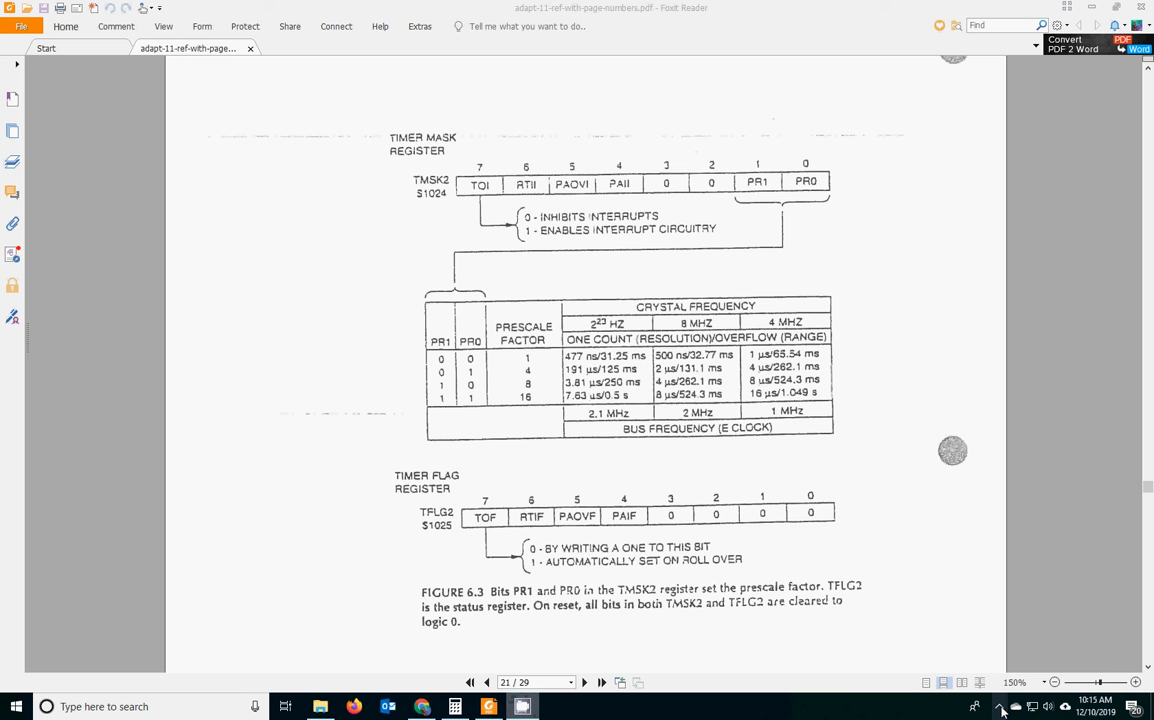 adapt-11-ref-with-page-numbers.pdf - Foxit Reader
File Home Comment View Form Protect Share Connect Help Extras Tell me what you want to do.. Find
Start adapt-11-ref-with-page...
Convert PDF
PDF 2 Word Word
TIMER MASK
REGISTER
7 6 5 4 3 2 1 0
TMSK2 TOI RTII PAOVI PAII 0 0 PR1 PR0
$1024
0 - INHIBITS INTERRUPTS
1 - ENABLES INTERRUPT CIRCUITRY
CRYSTAL FREQUENCY
2²³ HZ 8 MHZ 4 MHZ
PR1 PR0 PRESCALE FACTOR ONE COUNT (RESOLUTION)/OVERFLOW (RANGE)
0 0 1 477 ns/31.25 ms 500 ns/32.77 ms 1 µs/65.54 ms
0 1 4 191 µs/125 ms 2 µs/131.1 ms 4 µs/262.1 ms
1 0 8 3.81 µs/250 ms 4 µs/262.1 ms 8 µs/524.3 ms
1 1 16 7.63 µs/0.5 s 8 µs/524.3 ms 16 µs/1.049 s
2.1 MHz 2 MHz 1 MHz
BUS FREQUENCY (E CLOCK)
TIMER FLAG
REGISTER
7 6 5 4 3 2 1 0
TFLG2 TOF RTIF PAOVF PAIF 0 0 0 0
$1025
0 - BY WRITING A ONE TO THIS BIT
1 - AUTOMATICALLY SET ON ROLL OVER
FIGURE 6.3 Bits PR1 and PR0 in the TMSK2 register set the prescale factor. TFLG2
is the status register. On reset, all bits in both TMSK2 and TFLG2 are cleared to
logic 0.
21 / 29 150%
Type here to search
10:15 AM
12/10/2019
20